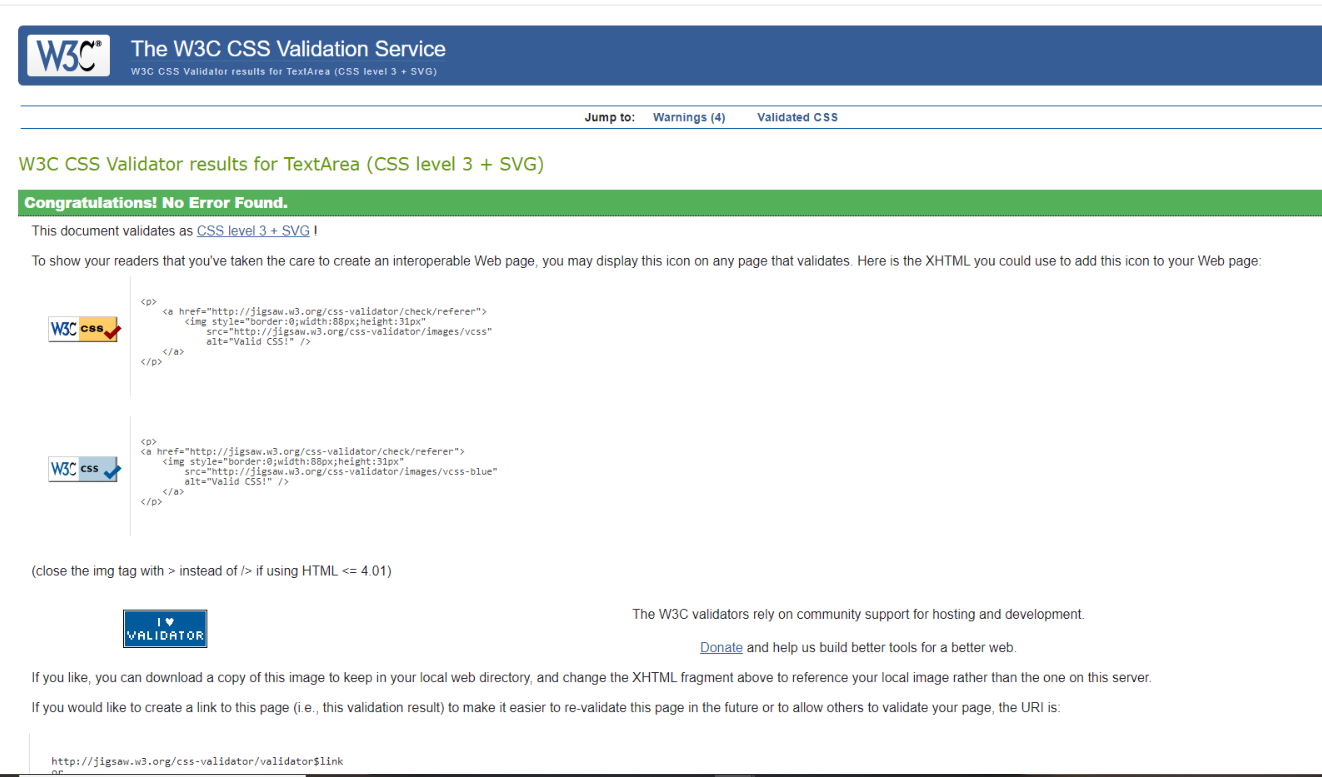 W3C®
The W3C CSS Validation Service
W3C CSS Validator results for TextArea (CSS level 3 + SVG)
Jump to: Warnings (4) Validated CSS
W3C CSS Validator results for TextArea (CSS level 3 + SVG)
Congratulations! No Error Found.
This document validates as CSS level 3 + SVG !
To show your readers that you've taken the care to create an interoperable Web page, you may display this icon on any page that validates. Here is the XHTML you could use to add this icon to your Web page:
W3C css
<p>
<a href="http://jigsaw.w3.org/css-validator/check/referer">
<img style="border:0;width:88px;height:31px"
src="http://jigsaw.w3.org/css-validator/images/vcss"
alt="Valid CSS!" />
</a>
</p>
W3C css
<p>
<a href="http://jigsaw.w3.org/css-validator/check/referer">
<img style="border:0;width:88px;height:31px"
src="http://jigsaw.w3.org/css-validator/images/vcss-blue"
alt="Valid CSS!" />
</a>
</p>
(close the img tag with > instead of /> if using HTML <= 4.01)
I ♥
VALIDATOR
The W3C validators rely on community support for hosting and development.
Donate and help us build better tools for a better web.
If you like, you can download a copy of this image to keep in your local web directory, and change the XHTML fragment above to reference your local image rather than the one on this server.
If you would like to create a link to this page (i.e., this validation result) to make it easier to re-validate this page in the future or to allow others to validate your page, the URI is:
http://jigsaw.w3.org/css-validator/validator$link
or